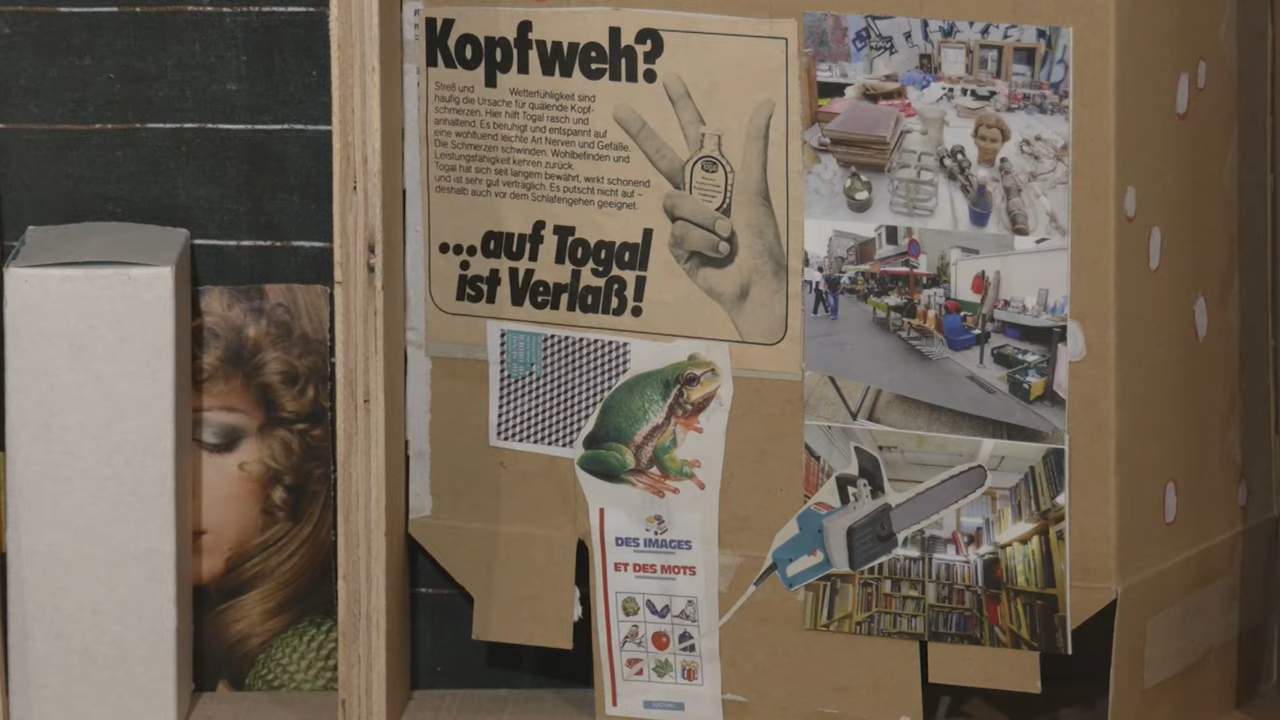 Kopfweh?
Streß und Wetterfühligkeit sind
häufig die Ursache für quälende Kopf-
schmerzen. Hier hilft Togal rasch und
anhaltend. Es beruhigt und entspannt auf
eine wohltuend leichte Art Nerven und Gefäße.
Die Schmerzen schwinden. Wohlbefinden und
Leistungsfähigkeit kehren zurück.
Togal hat sich seit langem bewährt, wirkt schonend
und ist sehr gut verträglich. Es putscht nicht auf –
deshalb auch vor dem Schlafengehen geeignet.
Togal
...auf Togal
ist Verlaß!
DES IMAGES
ET DES MOTS